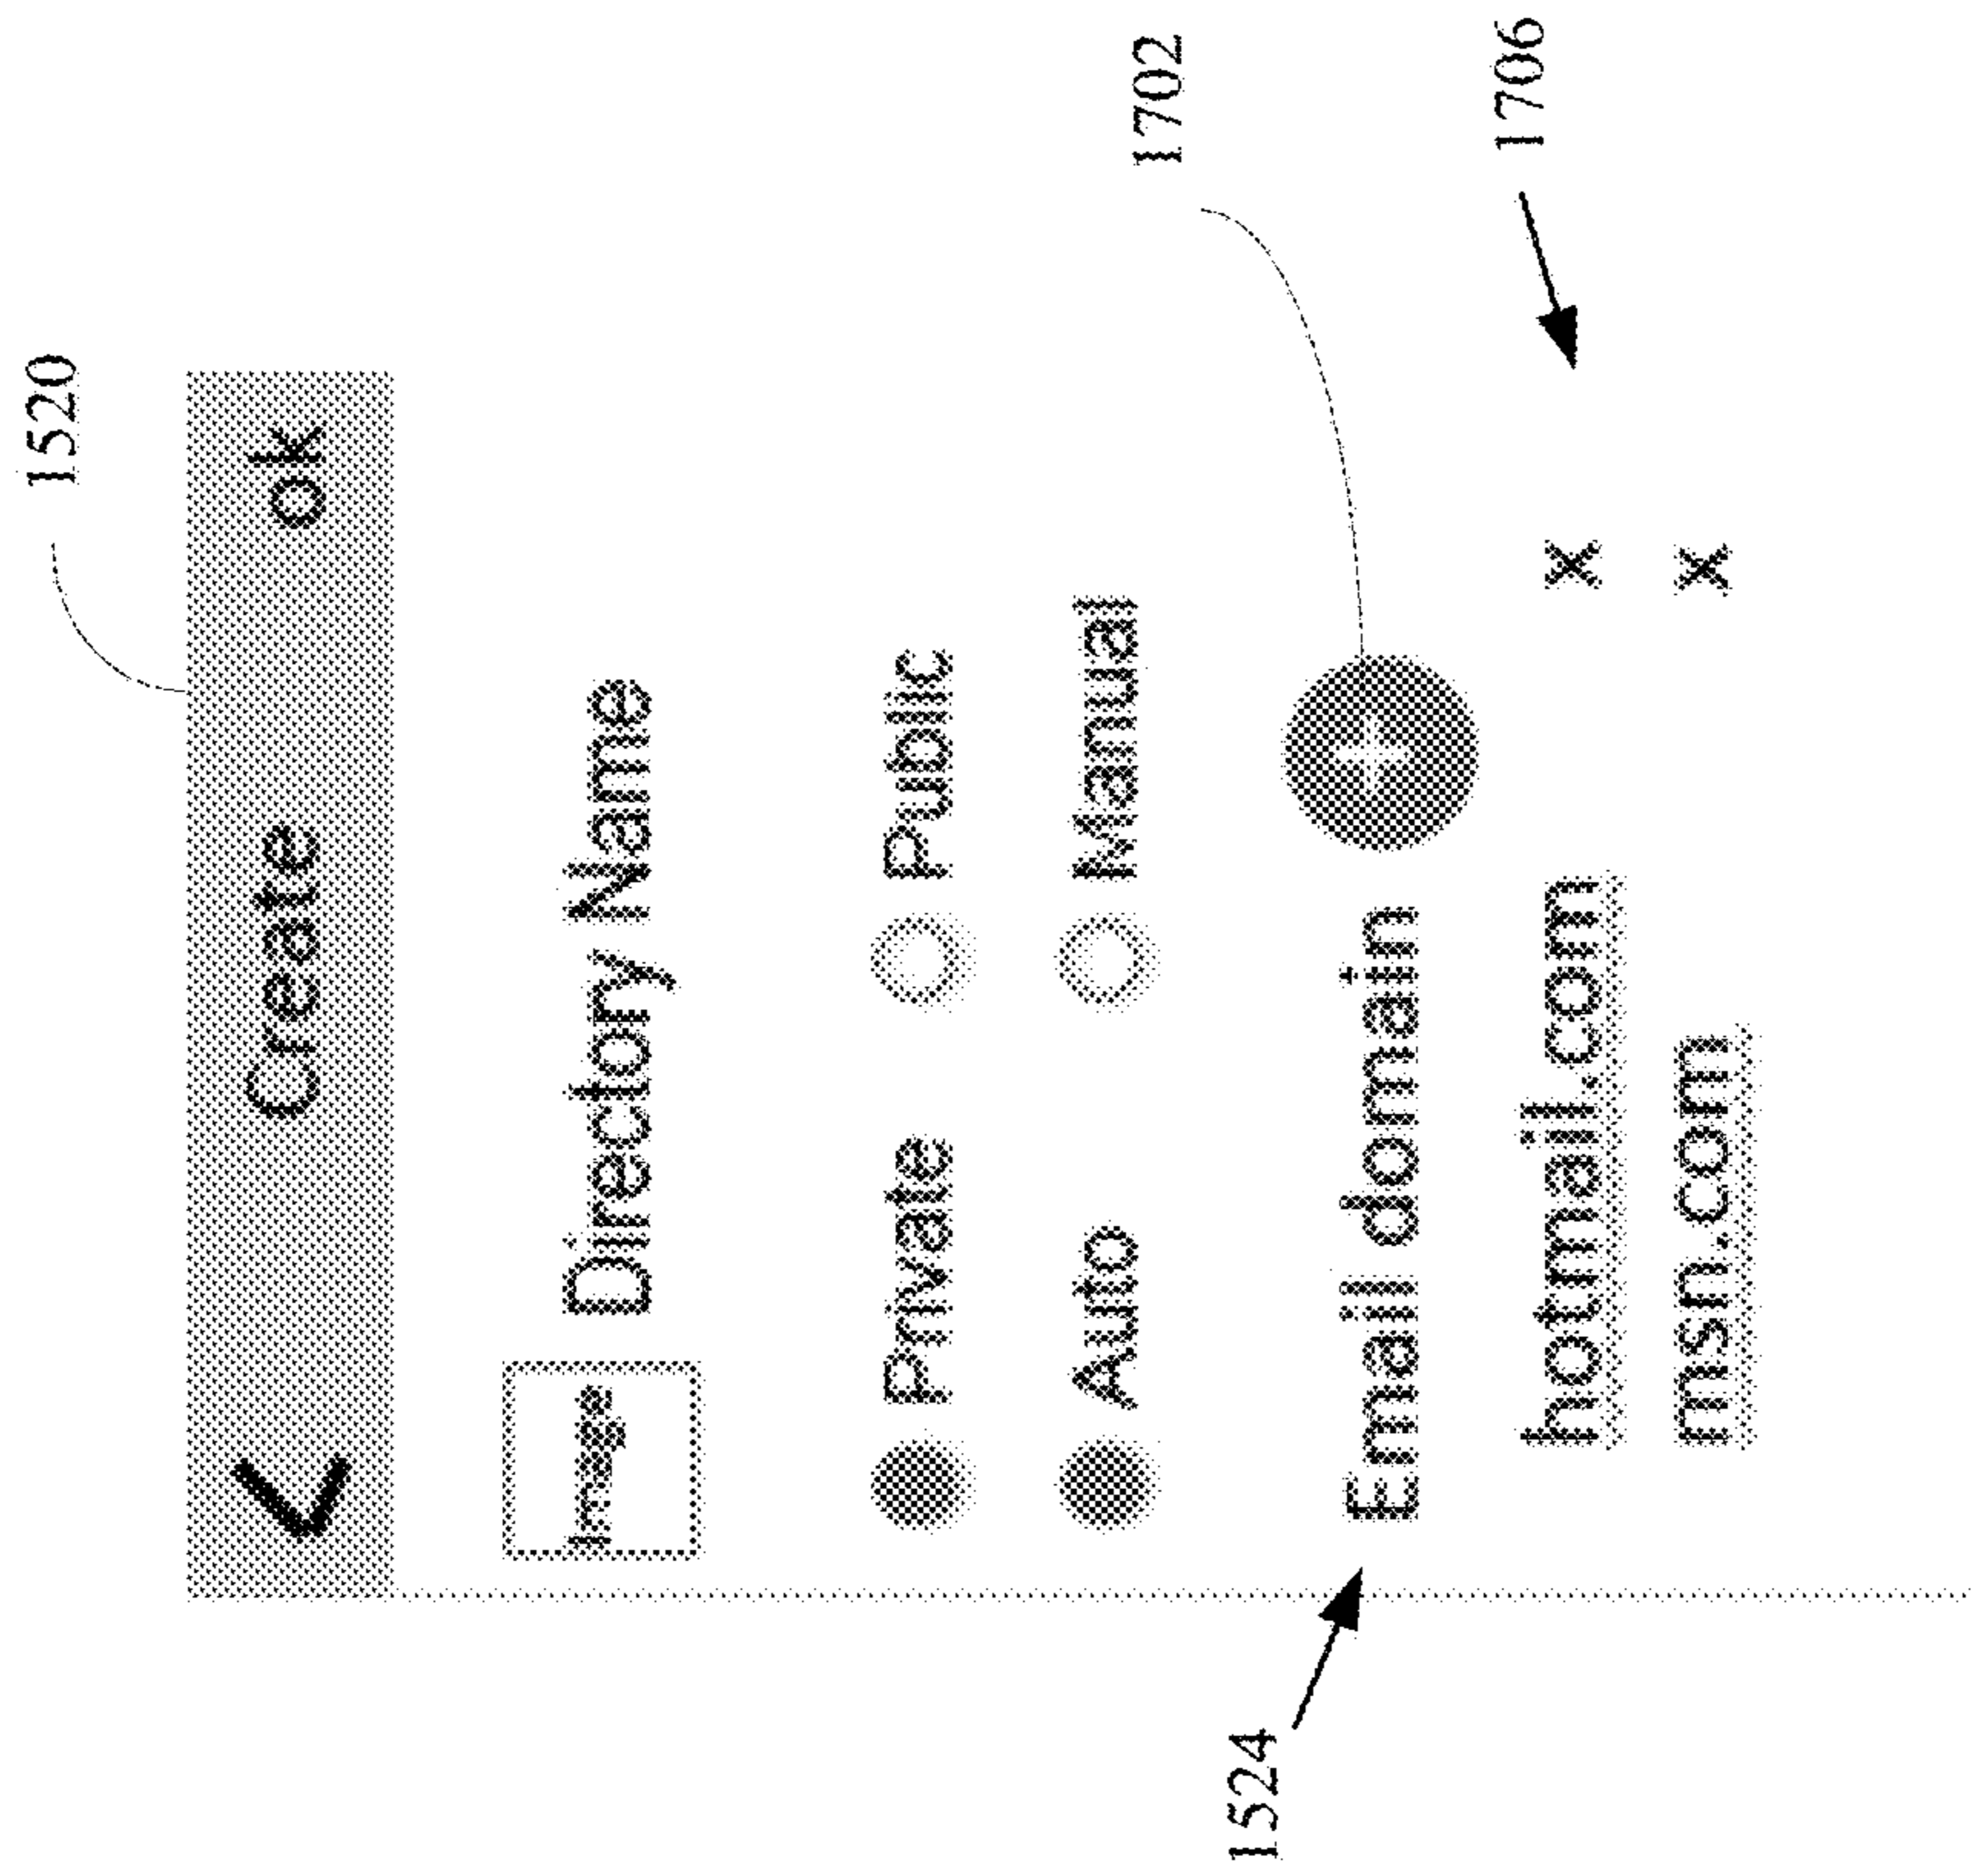 1520
< Create ok
Image Directory Name
Private Public
Auto Manual
1702
1524
Email domain +
1706
hotmail.com x
msn.com x